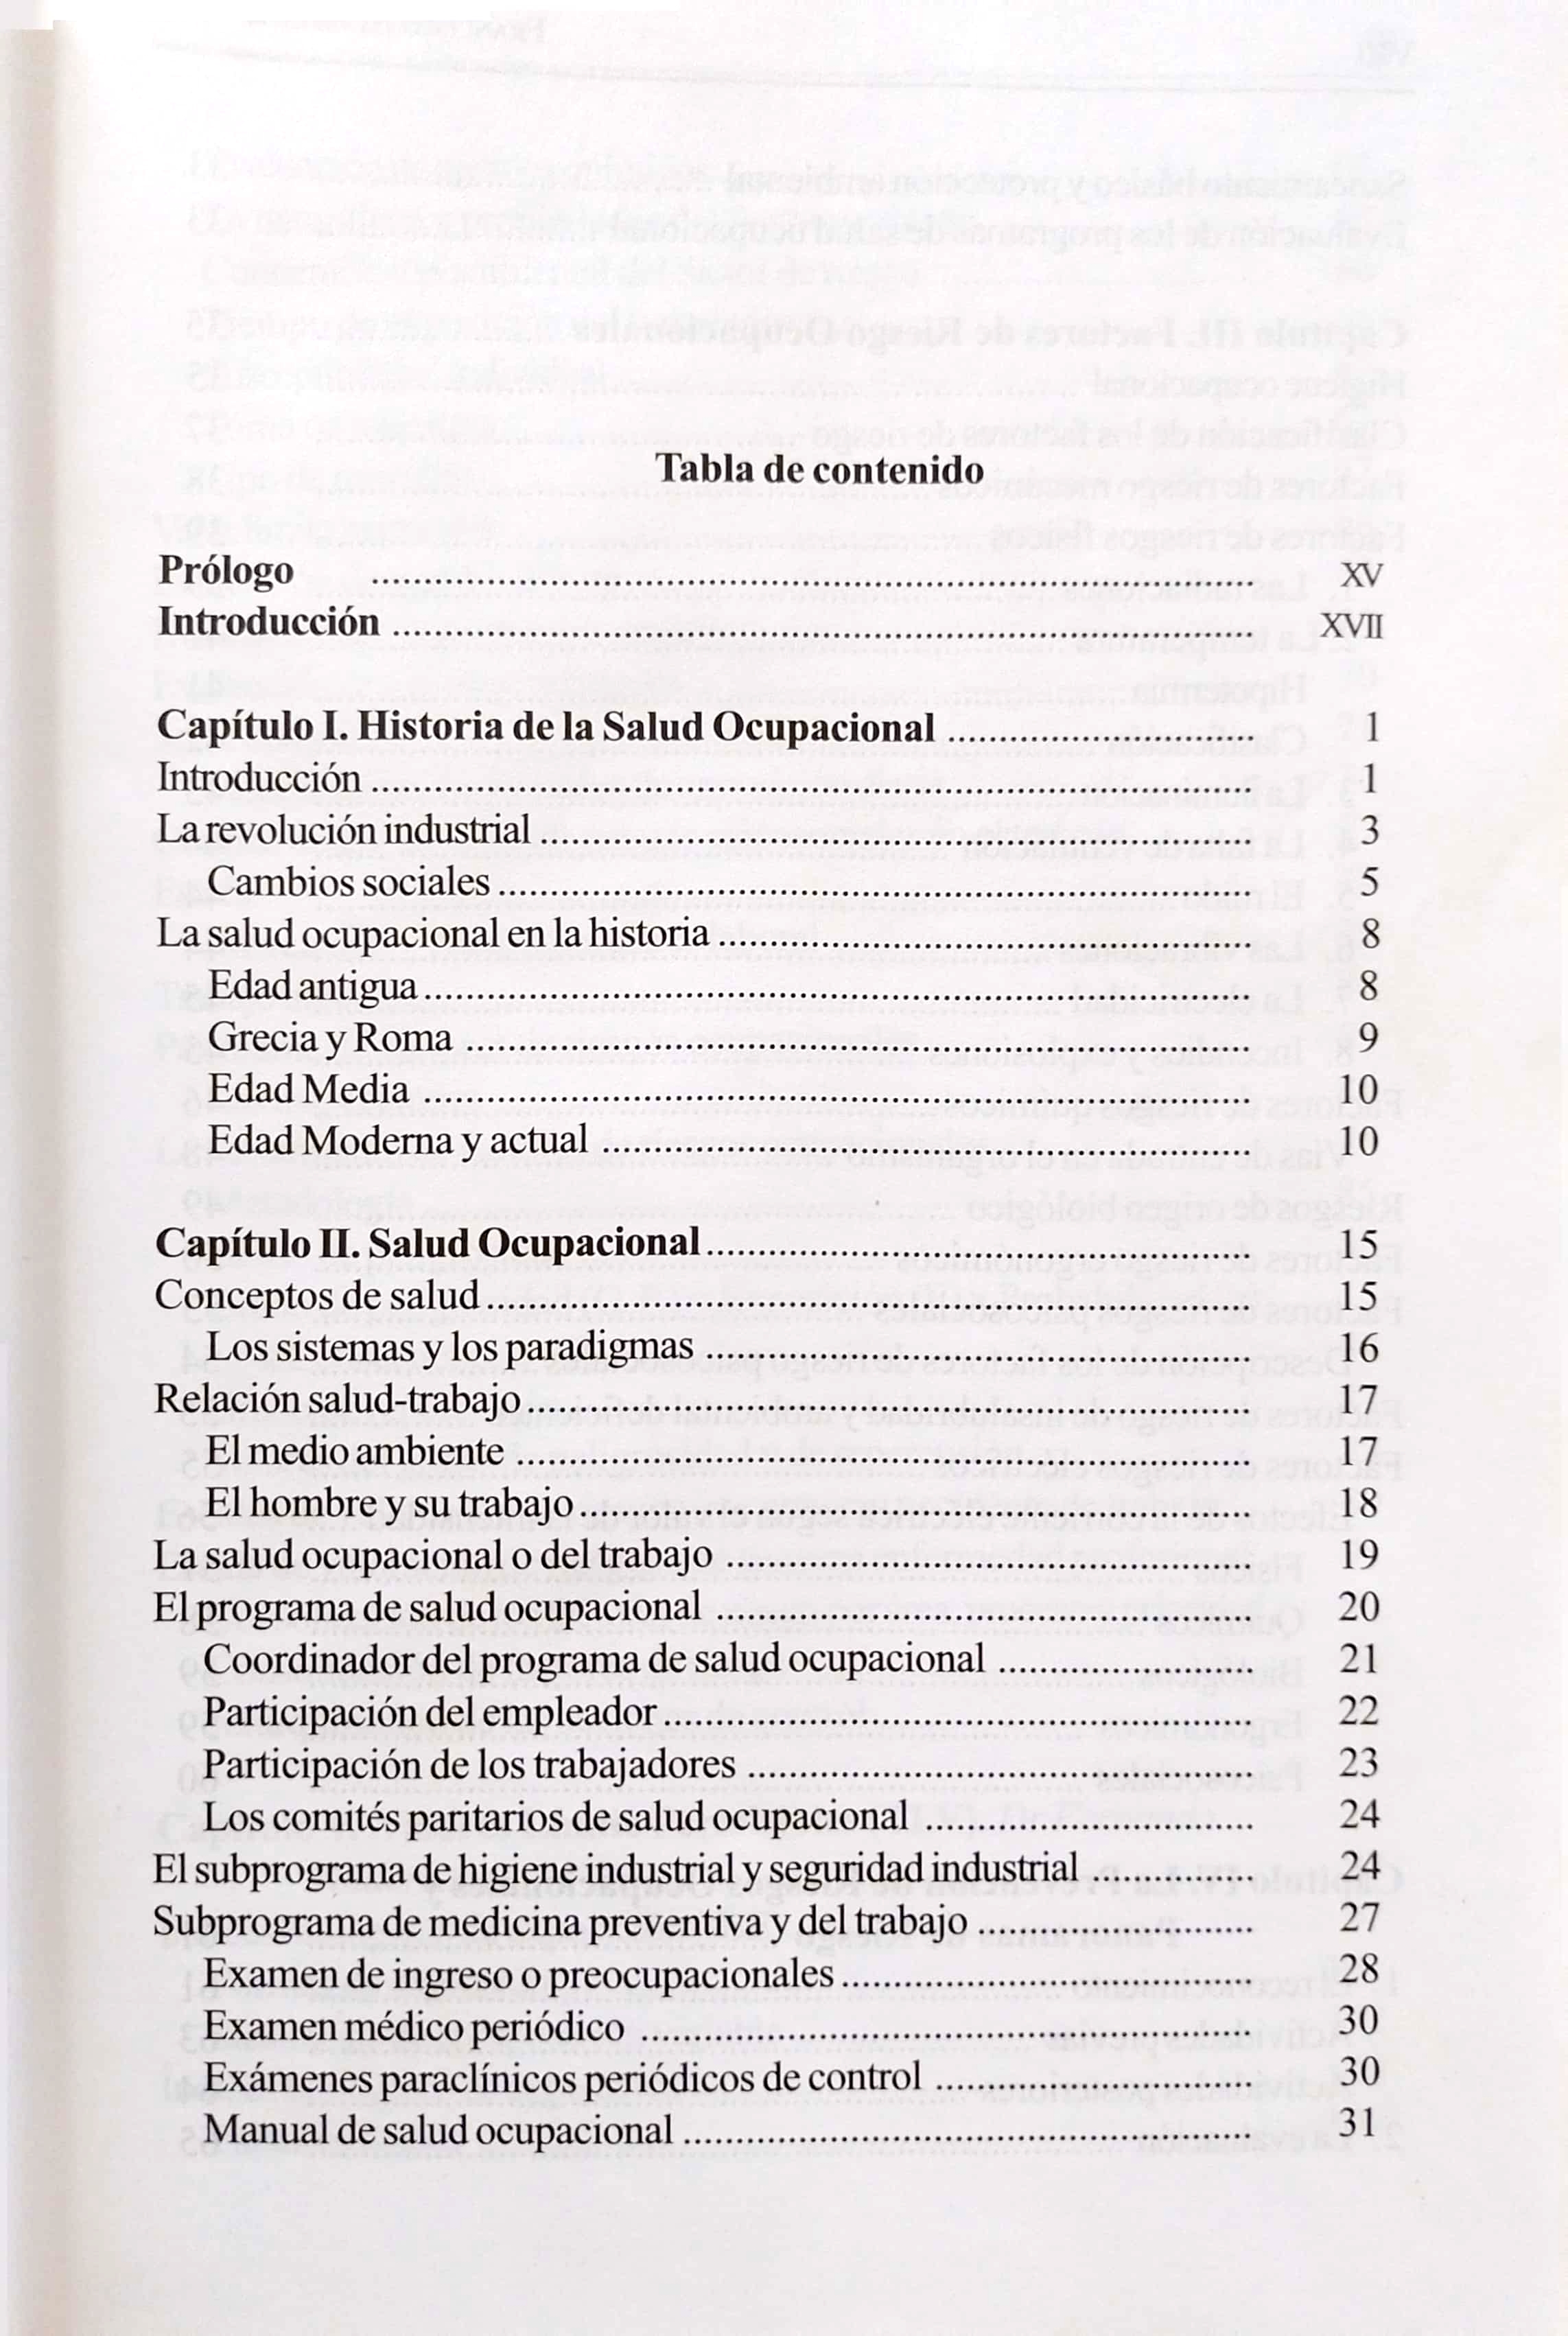 Tabla de contenido
Prólogo ........................................ XV
Introducción ........................................ XVII
Capítulo I. Historia de la Salud Ocupacional ........................................ 1
Introducción ........................................ 1
La revolución industrial ........................................ 3
Cambios sociales ........................................ 5
La salud ocupacional en la historia ........................................ 8
Edad antigua ........................................ 8
Grecia y Roma ........................................ 9
Edad Media ........................................ 10
Edad Moderna y actual ........................................ 10
Capítulo II. Salud Ocupacional ........................................ 15
Conceptos de salud ........................................ 15
Los sistemas y los paradigmas ........................................ 16
Relación salud-trabajo ........................................ 17
El medio ambiente ........................................ 17
El hombre y su trabajo ........................................ 18
La salud ocupacional o del trabajo ........................................ 19
El programa de salud ocupacional ........................................ 20
Coordinador del programa de salud ocupacional ........................................ 21
Participación del empleador ........................................ 22
Participación de los trabajadores ........................................ 23
Los comités paritarios de salud ocupacional ........................................ 24
El subprograma de higiene industrial y seguridad industrial ........................................ 24
Subprograma de medicina preventiva y del trabajo ........................................ 27
Examen de ingreso o preocupacionales ........................................ 28
Examen médico periódico ........................................ 30
Exámenes paraclínicos periódicos de control ........................................ 30
Manual de salud ocupacional ........................................ 31